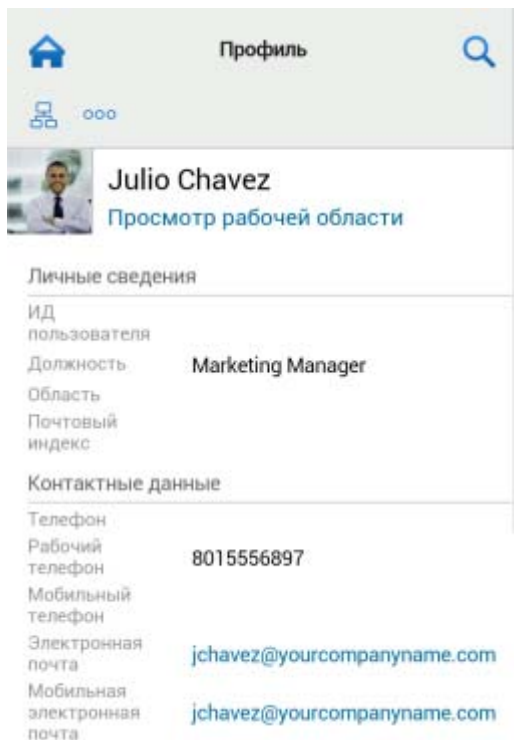 Профиль
Julio Chavez
Просмотр рабочей области
Личные сведения
ИД
пользователя
Должность Marketing Manager
Область
Почтовый
индекс
Контактные данные
Телефон
Рабочий
телефон 8015556897
Мобильный
телефон
Электронная
почта jchavez@yourcompanyname.com
Мобильная
электронная
почта jchavez@yourcompanyname.com